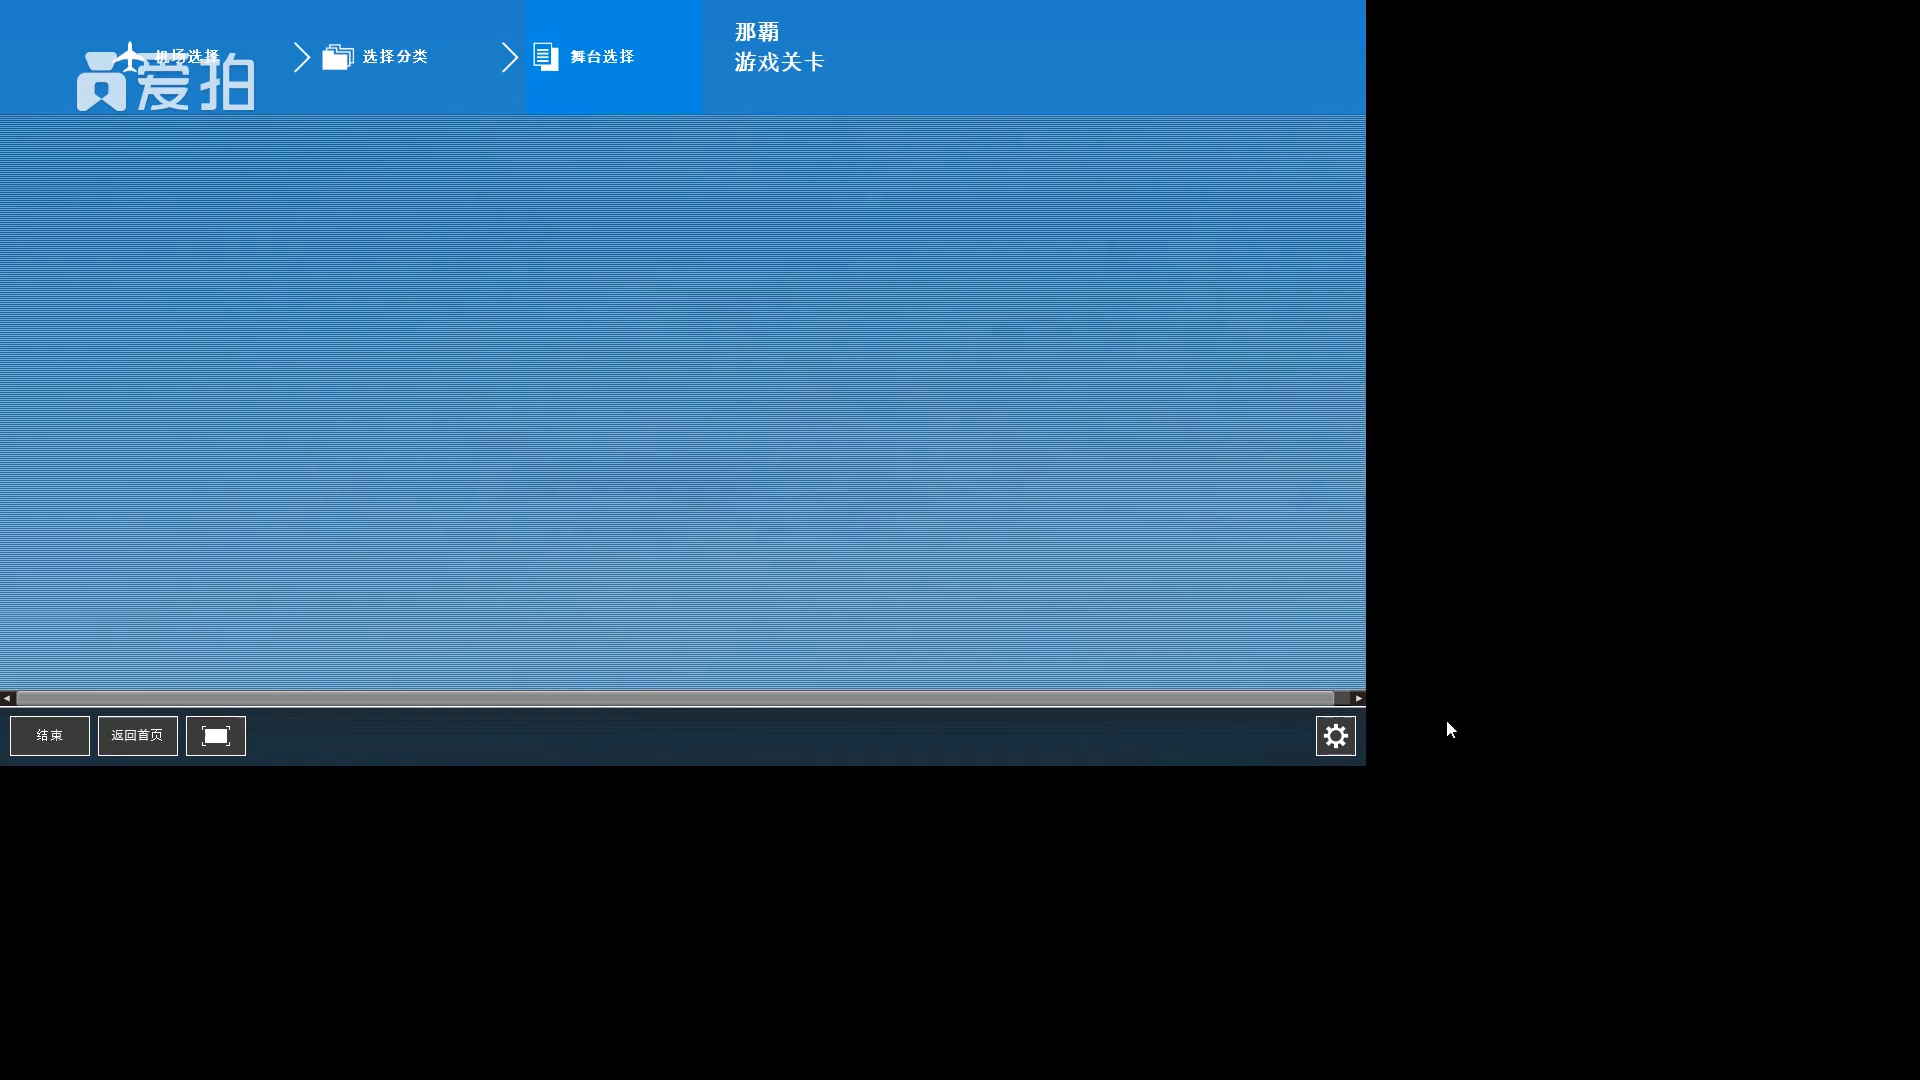 机场选择
选择分类
舞台选择
那霸
游戏关卡
爱拍
结束
返回首页